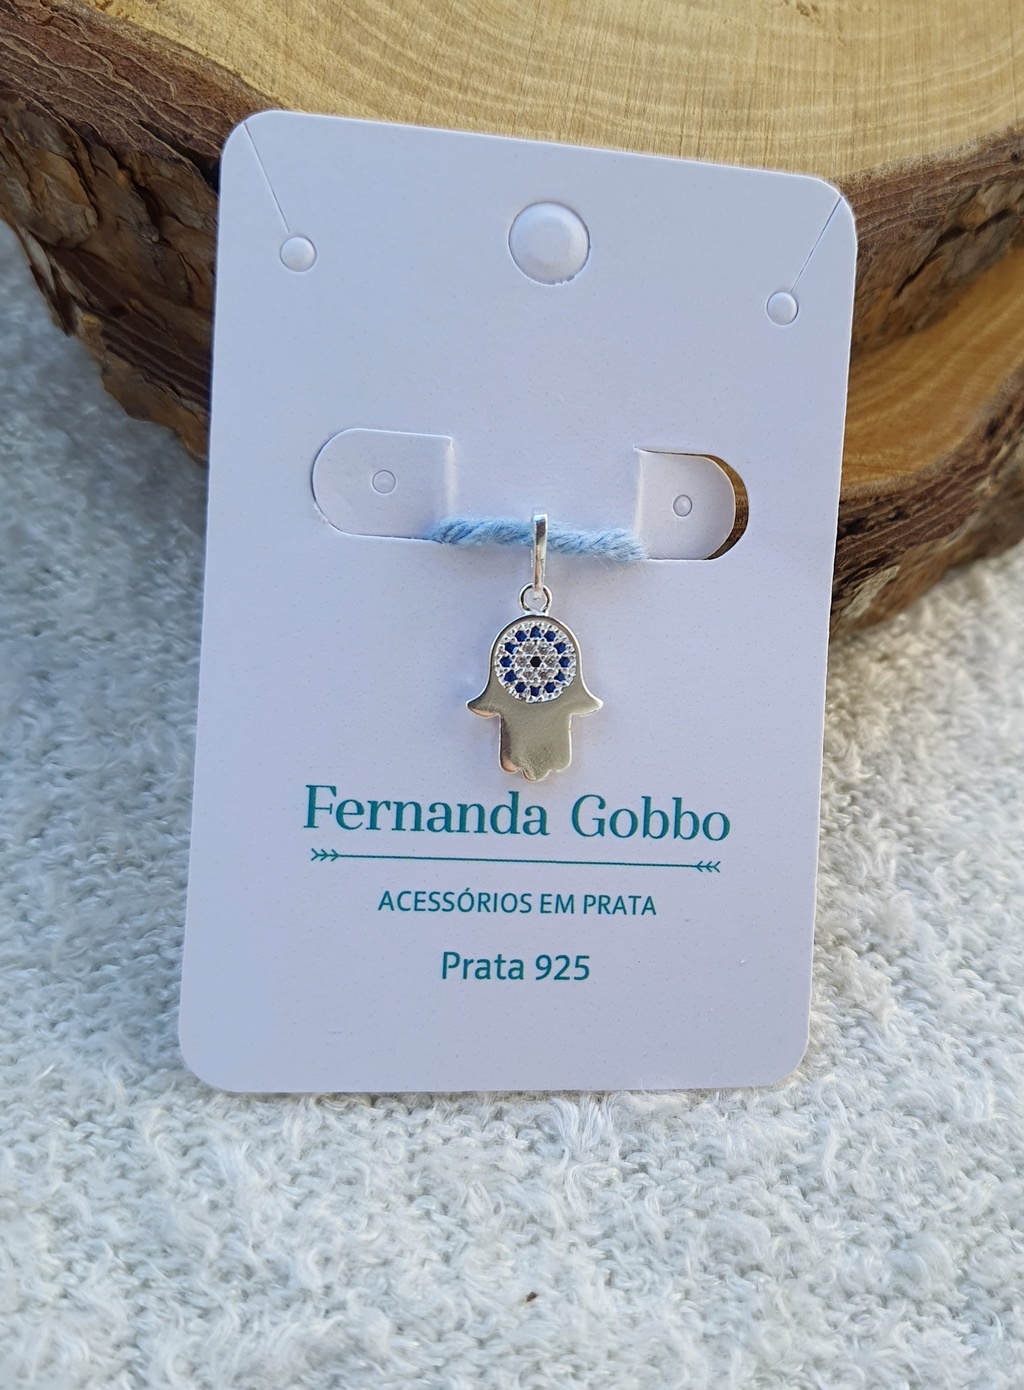 Fernanda Gobbo
ACESSÓRIOS EM PRATA
Prata 925